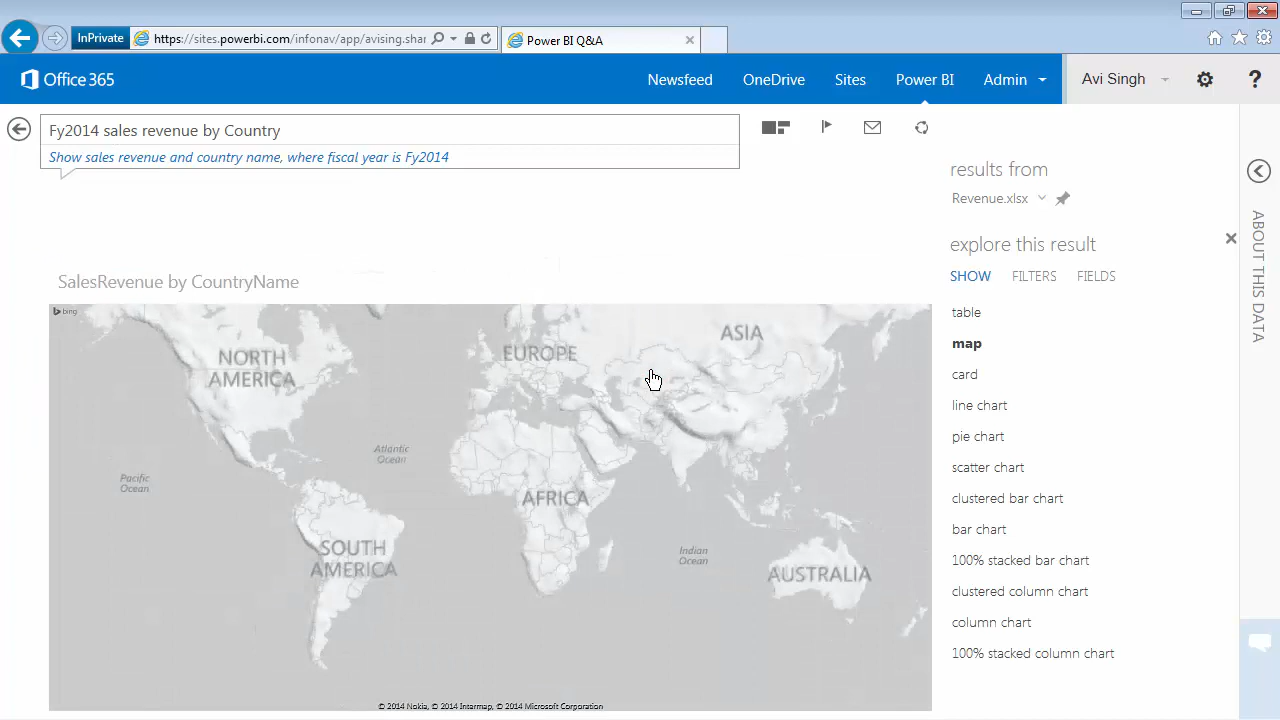 InPrivate
https://sites.powerbi.com/infonav/app/avising.shar
Power BI Q&A
Office 365
Newsfeed
OneDrive
Sites
Power BI
Admin
Avi Singh
?
Fy2014 sales revenue by Country
Show sales revenue and country name, where fiscal year is Fy2014
results from
Revenue.xlsx
explore this result
SHOW
FILTERS
FIELDS
table
map
card
line chart
pie chart
scatter chart
clustered bar chart
bar chart
100% stacked bar chart
clustered column chart
column chart
100% stacked column chart
ABOUT THIS DATA
SalesRevenue by CountryName
bing
NORTH
AMERICA
EUROPE
ASIA
Atlantic
Ocean
Pacific
Ocean
AFRICA
SOUTH
AMERICA
Indian
Ocean
AUSTRALIA
© 2014 Nokia, © 2014 Intermap, © 2014 Microsoft Corporation